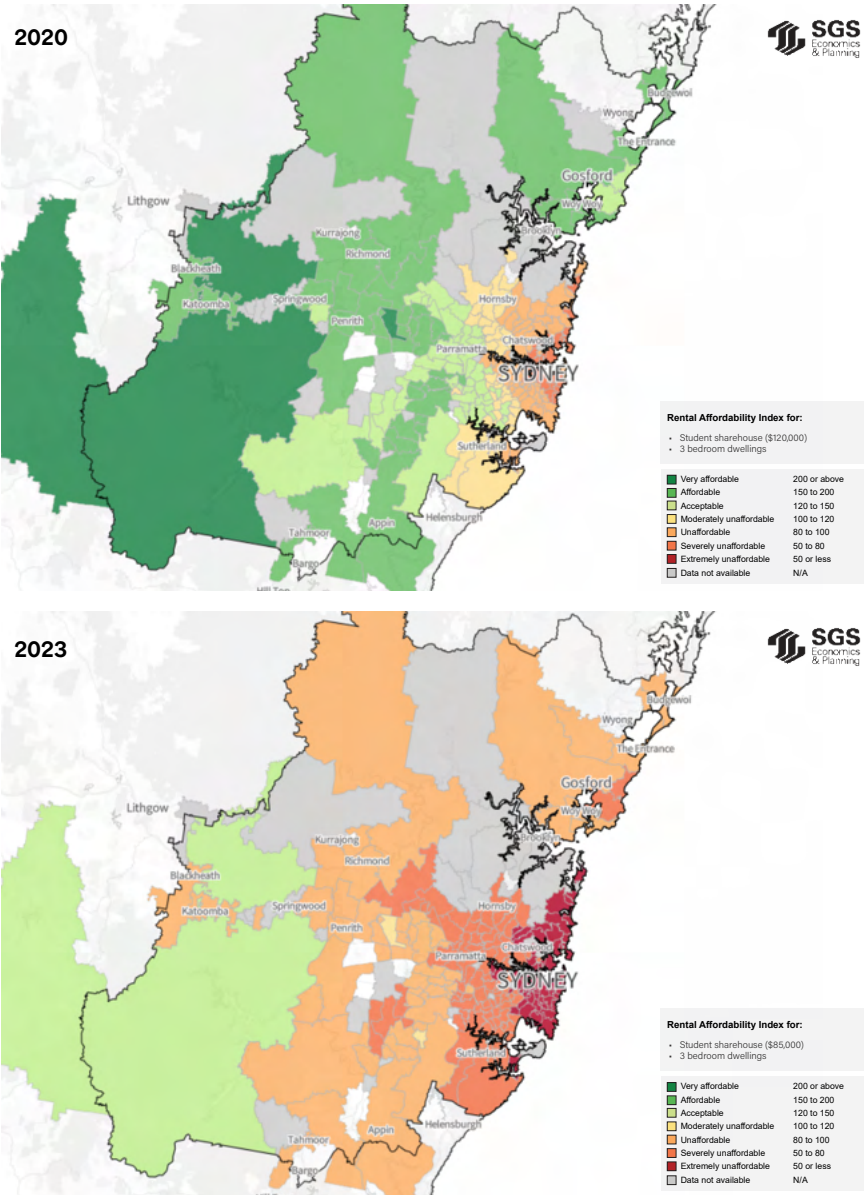 2020
SGS
Economics
& Planning
Budgewoi
Wyong
The Entrance
Gosford
Woy Woy
Lithgow
Brooklyn
Kurrajong
Richmond
Blackheath
Katoomba
Springwood
Hornsby
Penrith
Chatswood
Parramatta
SYDNEY
Sutherland
Helensburgh
Tahmoor
Appin
Bargo
Hill Top
Rental Affordability Index for:
• Student sharehouse ($120,000)
• 3 bedroom dwellings
Very affordable 200 or above
Affordable 150 to 200
Acceptable 120 to 150
Moderately unaffordable 100 to 120
Unaffordable 80 to 100
Severely unaffordable 50 to 80
Extremely unaffordable 50 or less
Data not available N/A
2023
SGS
Economics
& Planning
Budgewoi
Wyong
The Entrance
Gosford
Woy Woy
Lithgow
Brooklyn
Kurrajong
Richmond
Blackheath
Katoomba
Springwood
Hornsby
Penrith
Chatswood
Parramatta
SYDNEY
Sutherland
Helensburgh
Tahmoor
Appin
Bargo
Rental Affordability Index for:
• Student sharehouse ($85,000)
• 3 bedroom dwellings
Very affordable 200 or above
Affordable 150 to 200
Acceptable 120 to 150
Moderately unaffordable 100 to 120
Unaffordable 80 to 100
Severely unaffordable 50 to 80
Extremely unaffordable 50 or less
Data not available N/A